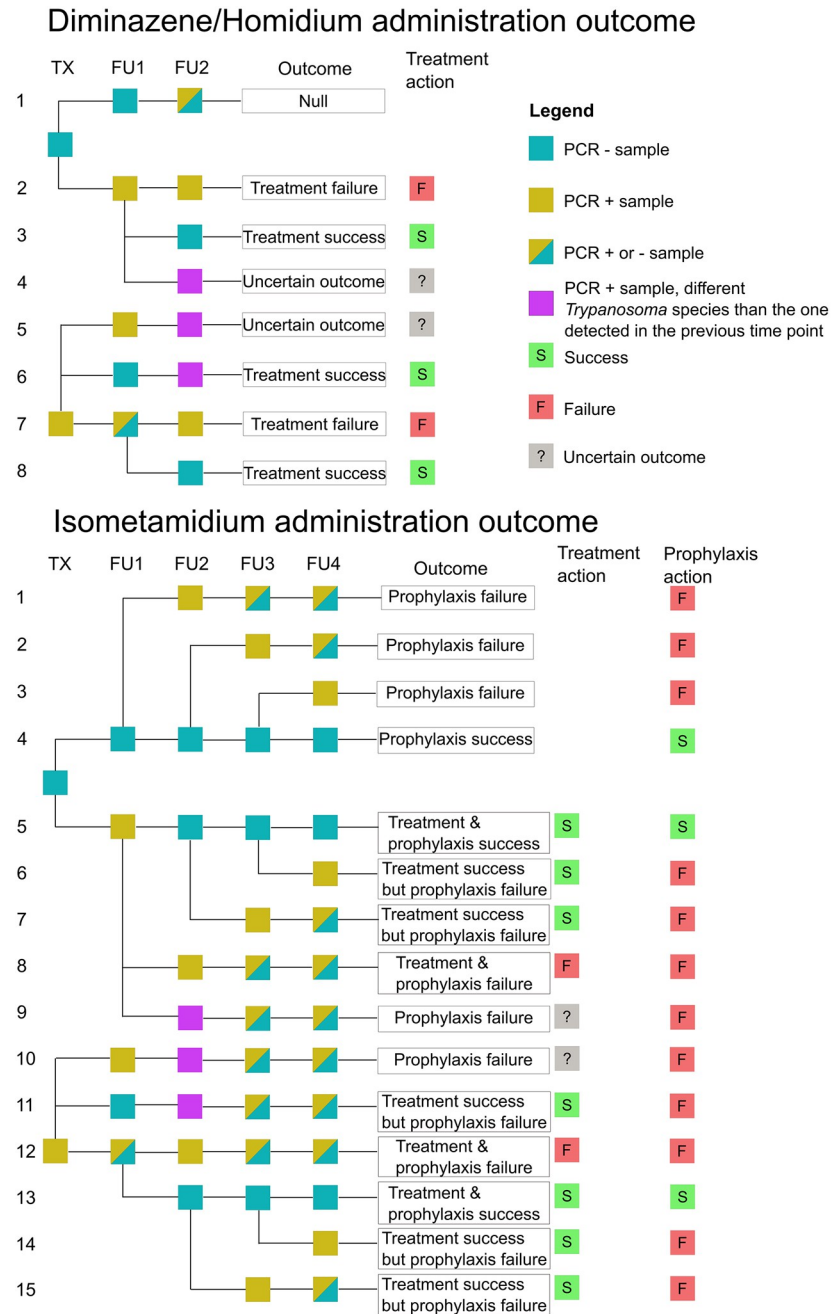 Diminazene/Homidium administration outcome
TX FU1 FU2 Outcome Treatment
action
1 Null
2 Treatment failure F
3 Treatment success S
4 Uncertain outcome ?
5 Uncertain outcome ?
6 Treatment success S
7 Treatment failure F
8 Treatment success S
Legend
PCR - sample
PCR + sample
PCR + or - sample
PCR + sample, different
Trypanosoma species than the one
detected in the previous time point
S Success
F Failure
? Uncertain outcome
Isometamidium administration outcome
TX FU1 FU2 FU3 FU4 Outcome Treatment Prophylaxis
action action
1 Prophylaxis failure F
2 Prophylaxis failure F
3 Prophylaxis failure F
4 Prophylaxis success S
5 Treatment & S S
prophylaxis success
6 Treatment success S F
but prophylaxis failure
7 Treatment success S F
but prophylaxis failure
8 Treatment & F F
prophylaxis failure
9 Prophylaxis failure ? F
10 Prophylaxis failure ? F
11 Treatment success S F
but prophylaxis failure
12 Treatment & F F
prophylaxis failure
13 Treatment & S S
prophylaxis success
14 Treatment success S F
but prophylaxis failure
15 Treatment success S F
but prophylaxis failure